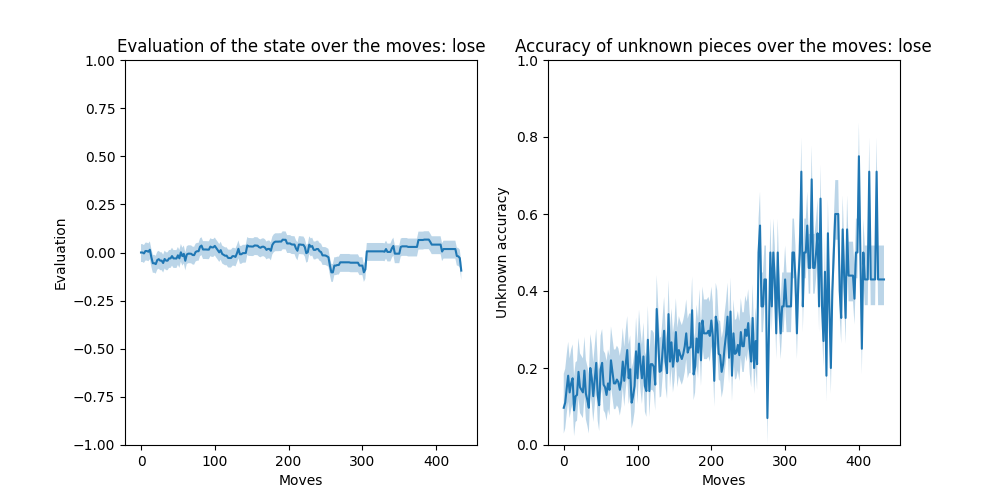 Evaluation of the state over the moves: lose
1.00
0.75
0.50
0.25
0.00
−0.25
−0.50
−0.75
−1.00
Evaluation
0 100 200 300 400
Moves
Accuracy of unknown pieces over the moves: lose
1.0
0.8
0.6
0.4
0.2
0.0
Unknown accuracy
0 100 200 300 400
Moves